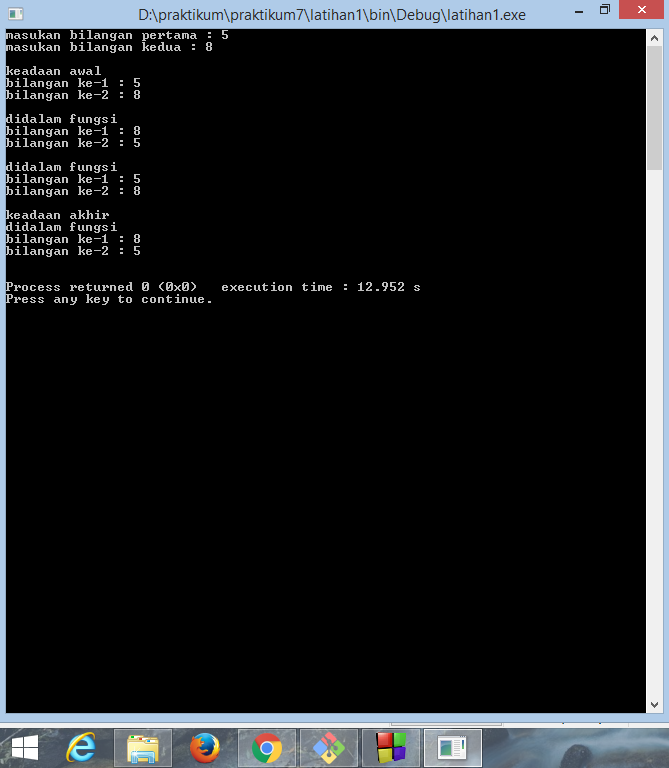 D:\praktikum\praktikum7\latihan1\bin\Debug\latihan1.exe
masukan bilangan pertama : 5
masukan bilangan kedua : 8
keadaan awal
bilangan ke-1 : 5
bilangan ke-2 : 8
didalam fungsi
bilangan ke-1 : 8
bilangan ke-2 : 5
didalam fungsi
bilangan ke-1 : 5
bilangan ke-2 : 8
keadaan akhir
didalam fungsi
bilangan ke-1 : 8
bilangan ke-2 : 5
Process returned 0 (0x0)   execution time : 12.952 s
Press any key to continue.